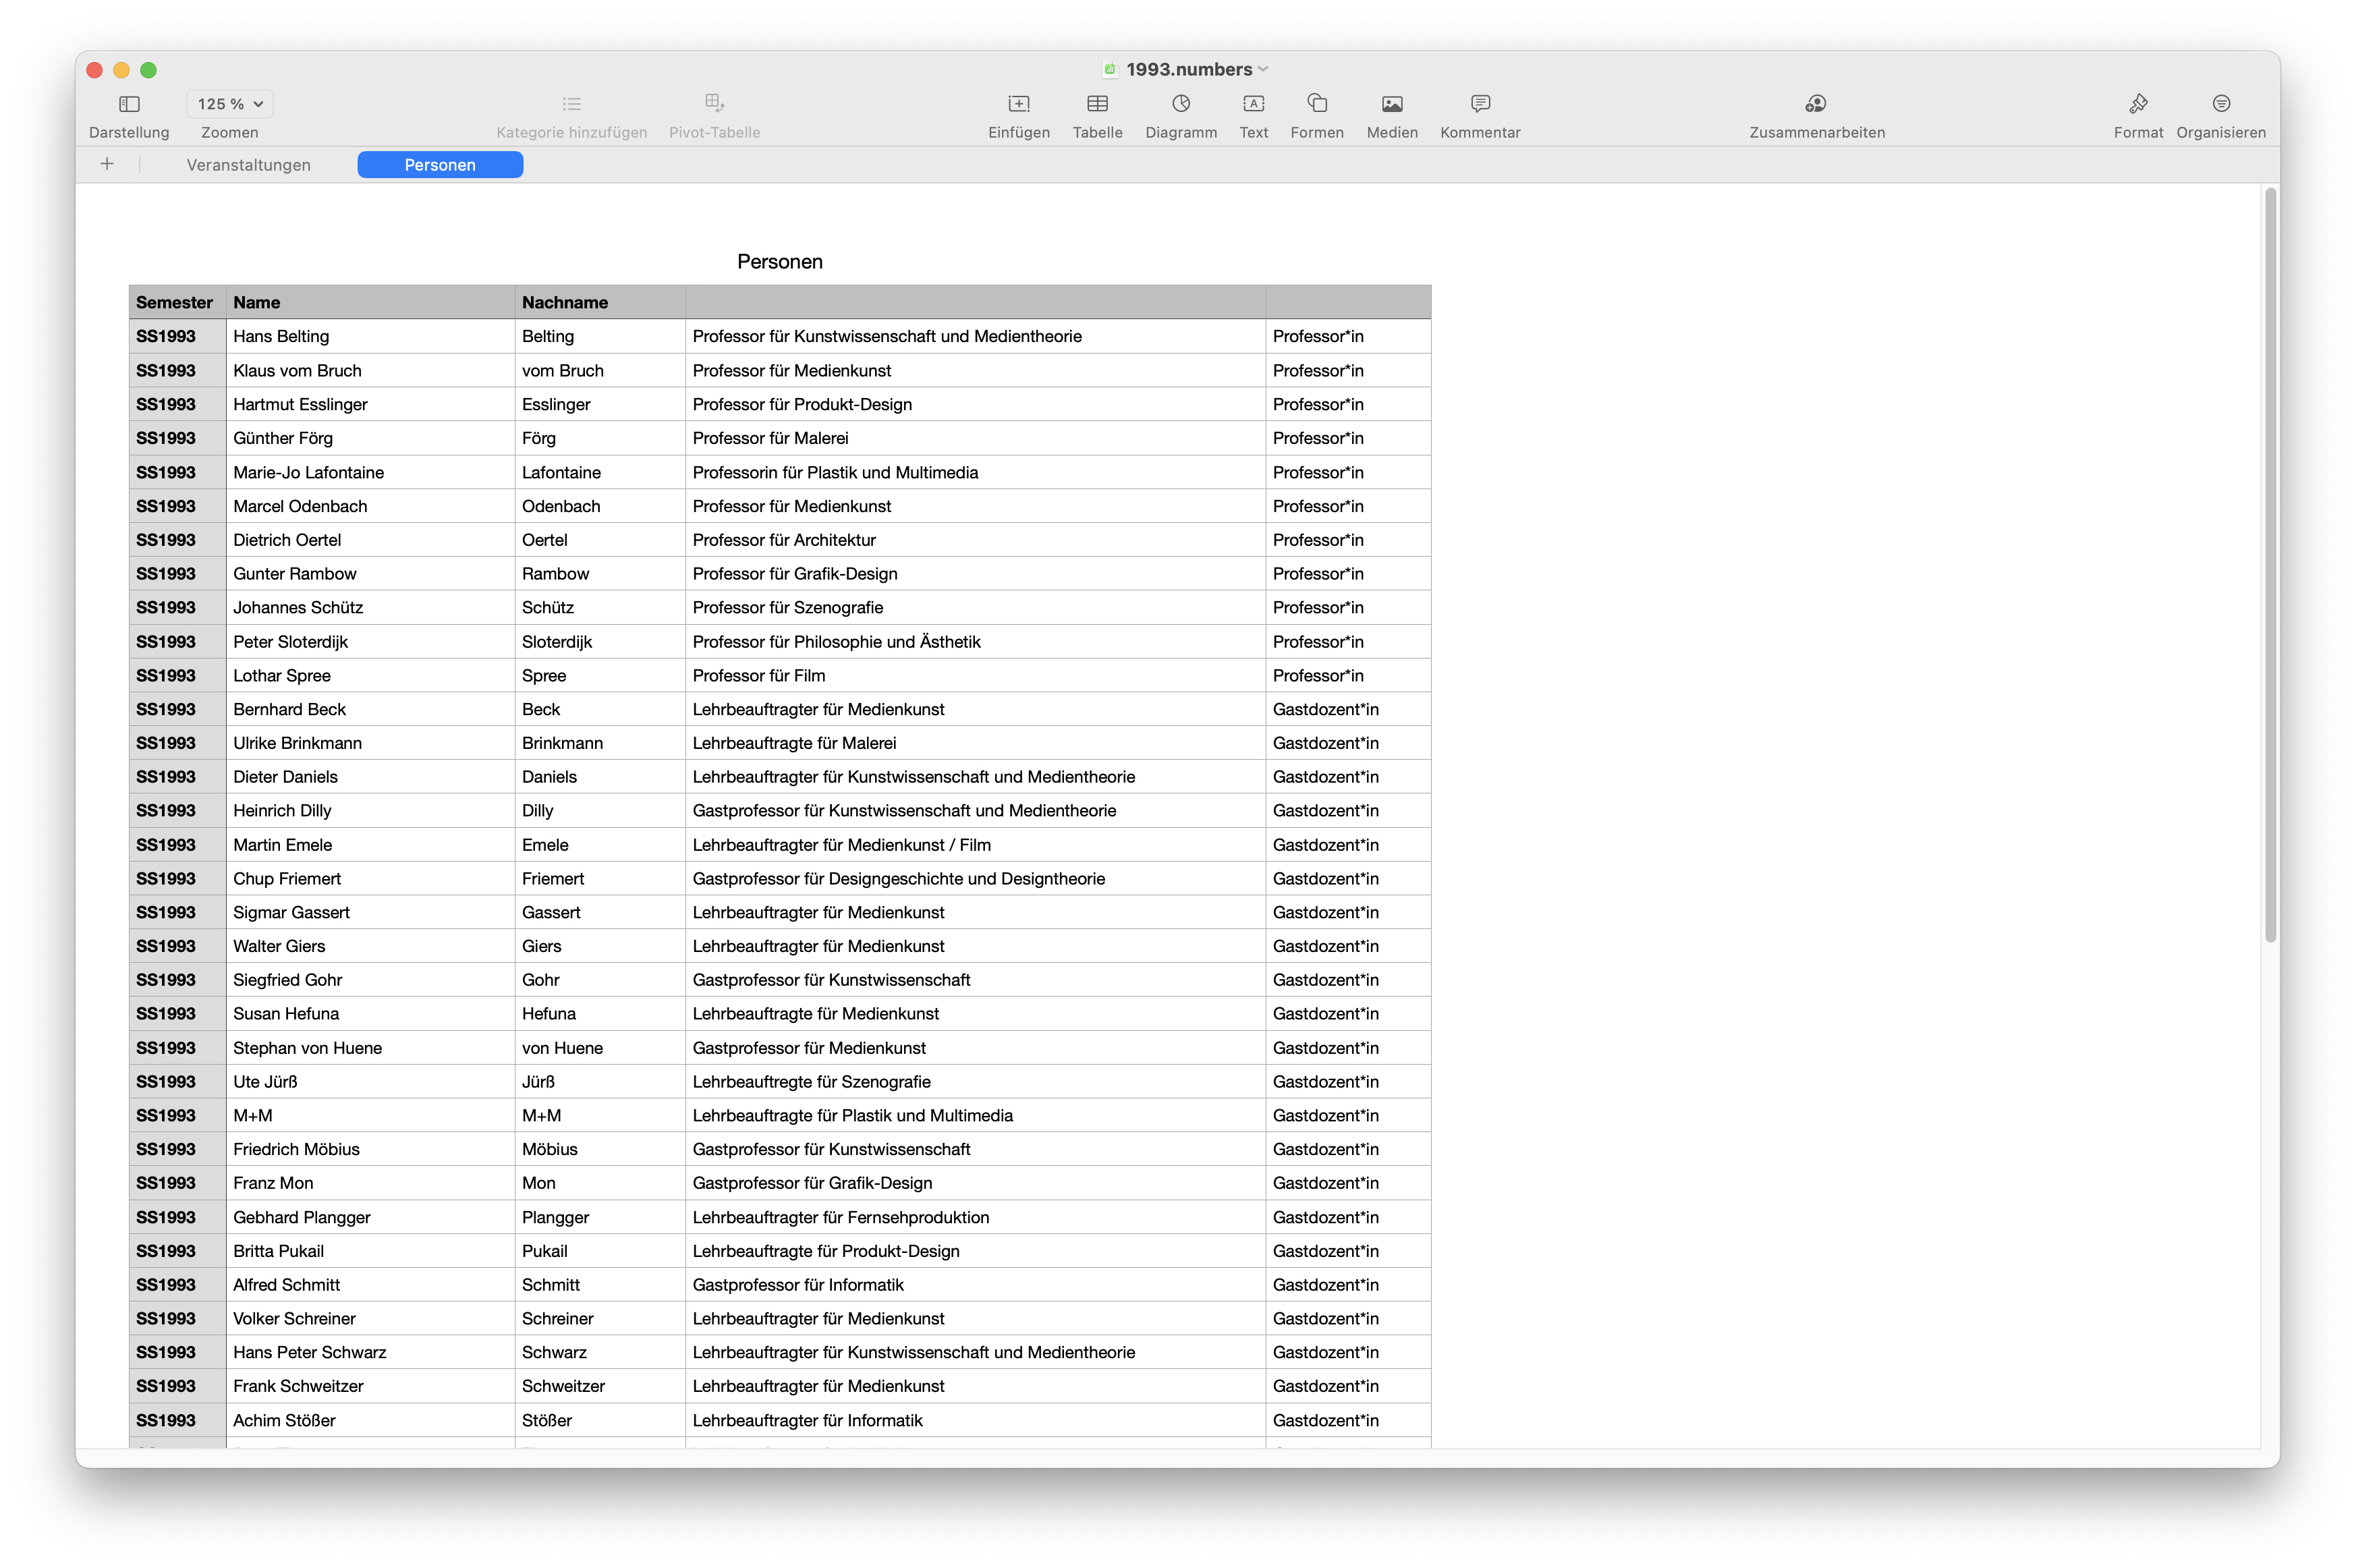 1993.numbers
125 %
Darstellung Zoomen Kategorie hinzufügen Pivot-Tabelle Einfügen Tabelle Diagramm Text Formen Medien Kommentar Zusammenarbeiten Format Organisieren
Veranstaltungen Personen
Personen
Semester Name Nachname
SS1993 Hans Belting Belting Professor für Kunstwissenschaft und Medientheorie Professor*in
SS1993 Klaus vom Bruch vom Bruch Professor für Medienkunst Professor*in
SS1993 Hartmut Esslinger Esslinger Professor für Produkt-Design Professor*in
SS1993 Günther Förg Förg Professor für Malerei Professor*in
SS1993 Marie-Jo Lafontaine Lafontaine Professorin für Plastik und Multimedia Professor*in
SS1993 Marcel Odenbach Odenbach Professor für Medienkunst Professor*in
SS1993 Dietrich Oertel Oertel Professor für Architektur Professor*in
SS1993 Gunter Rambow Rambow Professor für Grafik-Design Professor*in
SS1993 Johannes Schütz Schütz Professor für Szenografie Professor*in
SS1993 Peter Sloterdijk Sloterdijk Professor für Philosophie und Ästhetik Professor*in
SS1993 Lothar Spree Spree Professor für Film Professor*in
SS1993 Bernhard Beck Beck Lehrbeauftragter für Medienkunst Gastdozent*in
SS1993 Ulrike Brinkmann Brinkmann Lehrbeauftragte für Malerei Gastdozent*in
SS1993 Dieter Daniels Daniels Lehrbeauftragter für Kunstwissenschaft und Medientheorie Gastdozent*in
SS1993 Heinrich Dilly Dilly Gastprofessor für Kunstwissenschaft und Medientheorie Gastdozent*in
SS1993 Martin Emele Emele Lehrbeauftragter für Medienkunst / Film Gastdozent*in
SS1993 Chup Friemert Friemert Gastprofessor für Designgeschichte und Designtheorie Gastdozent*in
SS1993 Sigmar Gassert Gassert Lehrbeauftragter für Medienkunst Gastdozent*in
SS1993 Walter Giers Giers Lehrbeauftragter für Medienkunst Gastdozent*in
SS1993 Siegfried Gohr Gohr Gastprofessor für Kunstwissenschaft Gastdozent*in
SS1993 Susan Hefuna Hefuna Lehrbeauftragte für Medienkunst Gastdozent*in
SS1993 Stephan von Huene von Huene Gastprofessor für Medienkunst Gastdozent*in
SS1993 Ute Jürß Jürß Lehrbeauftregte für Szenografie Gastdozent*in
SS1993 M+M M+M Lehrbeauftragte für Plastik und Multimedia Gastdozent*in
SS1993 Friedrich Möbius Möbius Gastprofessor für Kunstwissenschaft Gastdozent*in
SS1993 Franz Mon Mon Gastprofessor für Grafik-Design Gastdozent*in
SS1993 Gebhard Plangger Plangger Lehrbeauftragter für Fernsehproduktion Gastdozent*in
SS1993 Britta Pukail Pukail Lehrbeauftragte für Produkt-Design Gastdozent*in
SS1993 Alfred Schmitt Schmitt Gastprofessor für Informatik Gastdozent*in
SS1993 Volker Schreiner Schreiner Lehrbeauftragter für Medienkunst Gastdozent*in
SS1993 Hans Peter Schwarz Schwarz Lehrbeauftragter für Kunstwissenschaft und Medientheorie Gastdozent*in
SS1993 Frank Schweitzer Schweitzer Lehrbeauftragter für Medienkunst Gastdozent*in
SS1993 Achim Stößer Stößer Lehrbeauftragter für Informatik Gastdozent*in